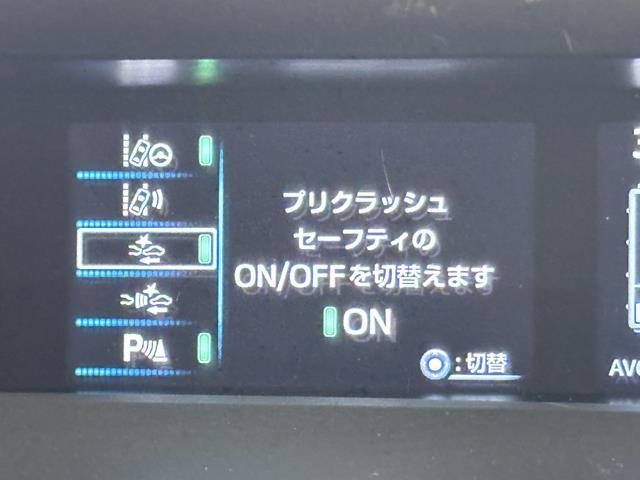 プリクラッシュ
セーフティの
ON/OFFを切替えます
ON
:切替
P